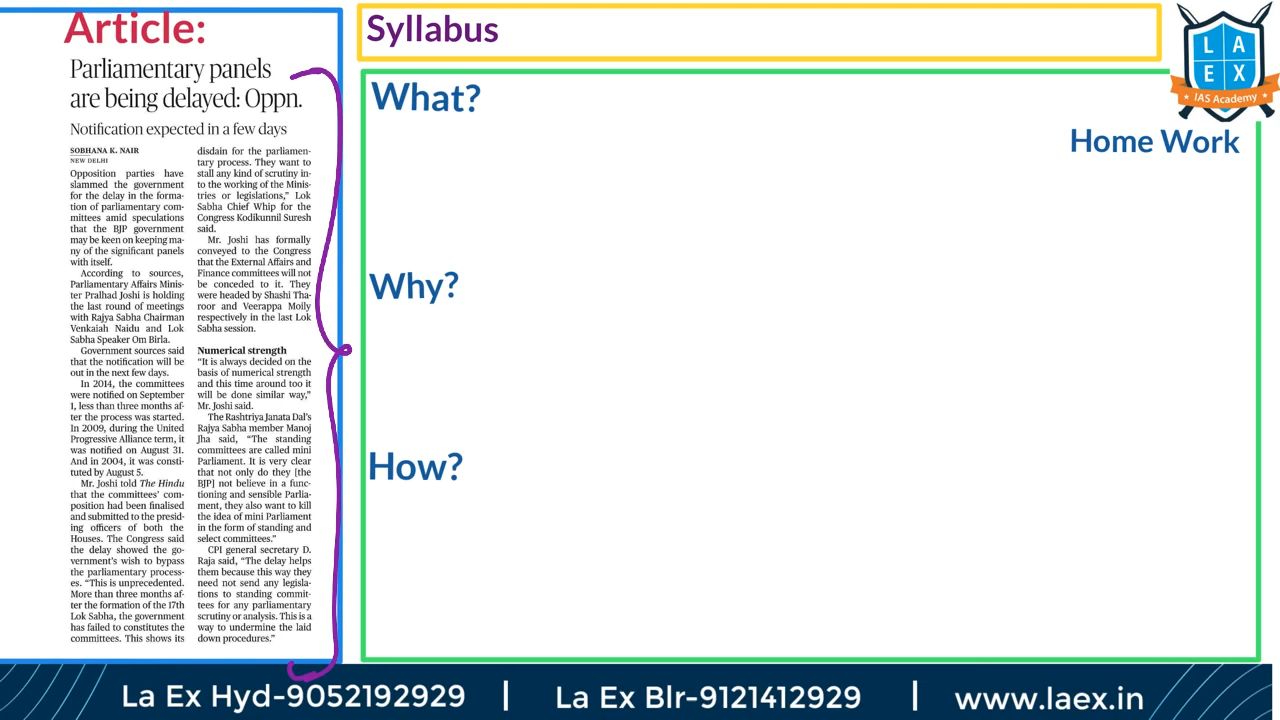 Article:
Parliamentary panels
are being delayed: Oppn.
Notification expected in a few days
SOBHANA K. NAIR
NEW DELHI
Opposition parties have
slammed the government
for the delay in the forma-
tion of parliamentary com-
mittees amid speculations
that the BJP government
may be keen on keeping ma-
ny of the significant panels
with itself.
According to sources,
Parliamentary Affairs Minis-
ter Pralhad Joshi is holding
the last round of meetings
with Rajya Sabha Chairman
Venkaiah Naidu and Lok
Sabha Speaker Om Birla.
Government sources said
that the notification will be
out in the next few days.
In 2014, the committees
were notified on September
1, less than three months af-
ter the process was started.
In 2009, during the United
Progressive Alliance term, it
was notified on August 31.
And in 2004, it was consti-
tuted by August 5.
Mr. Joshi told The Hindu
that the committees' com-
position had been finalised
and submitted to the presid-
ing officers of both the
Houses. The Congress said
the delay showed the go-
vernment's wish to bypass
the parliamentary process-
es. “This is unprecedented.
More than three months af-
ter the formation of the 17th
Lok Sabha, the government
has failed to constitutes the
committees. This shows its
disdain for the parliamen-
tary process. They want to
stall any kind of scrutiny in-
to the working of the Minis-
tries or legislations,” Lok
Sabha Chief Whip for the
Congress Kodikunnil Suresh
said.
Mr. Joshi has formally
conveyed to the Congress
that the External Affairs and
Finance committees will not
be conceded to it. They
were headed by Shashi Tha-
roor and Veerappa Moily
respectively in the last Lok
Sabha session.
Numerical strength
“It is always decided on the
basis of numerical strength
and this time around too it
will be done similar way,”
Mr. Joshi said.
The Rashtriya Janata Dal's
Rajya Sabha member Manoj
Jha said, “The standing
committees are called mini
Parliament. It is very clear
that not only do they [the
BJP] not believe in a func-
tioning and sensible Parlia-
ment, they also want to kill
the idea of mini Parliament
in the form of standing and
select committees.”
CPI general secretary D.
Raja said, “The delay helps
them because this way they
need not send any legisla-
tions to standing commit-
tees for any parliamentary
scrutiny or analysis. This is a
way to undermine the laid
down procedures.”
Syllabus
L A
E X
IAS Academy
What?
Home Work
Why?
How?
La Ex Hyd-9052192929 | La Ex Blr-9121412929 | www.laex.in